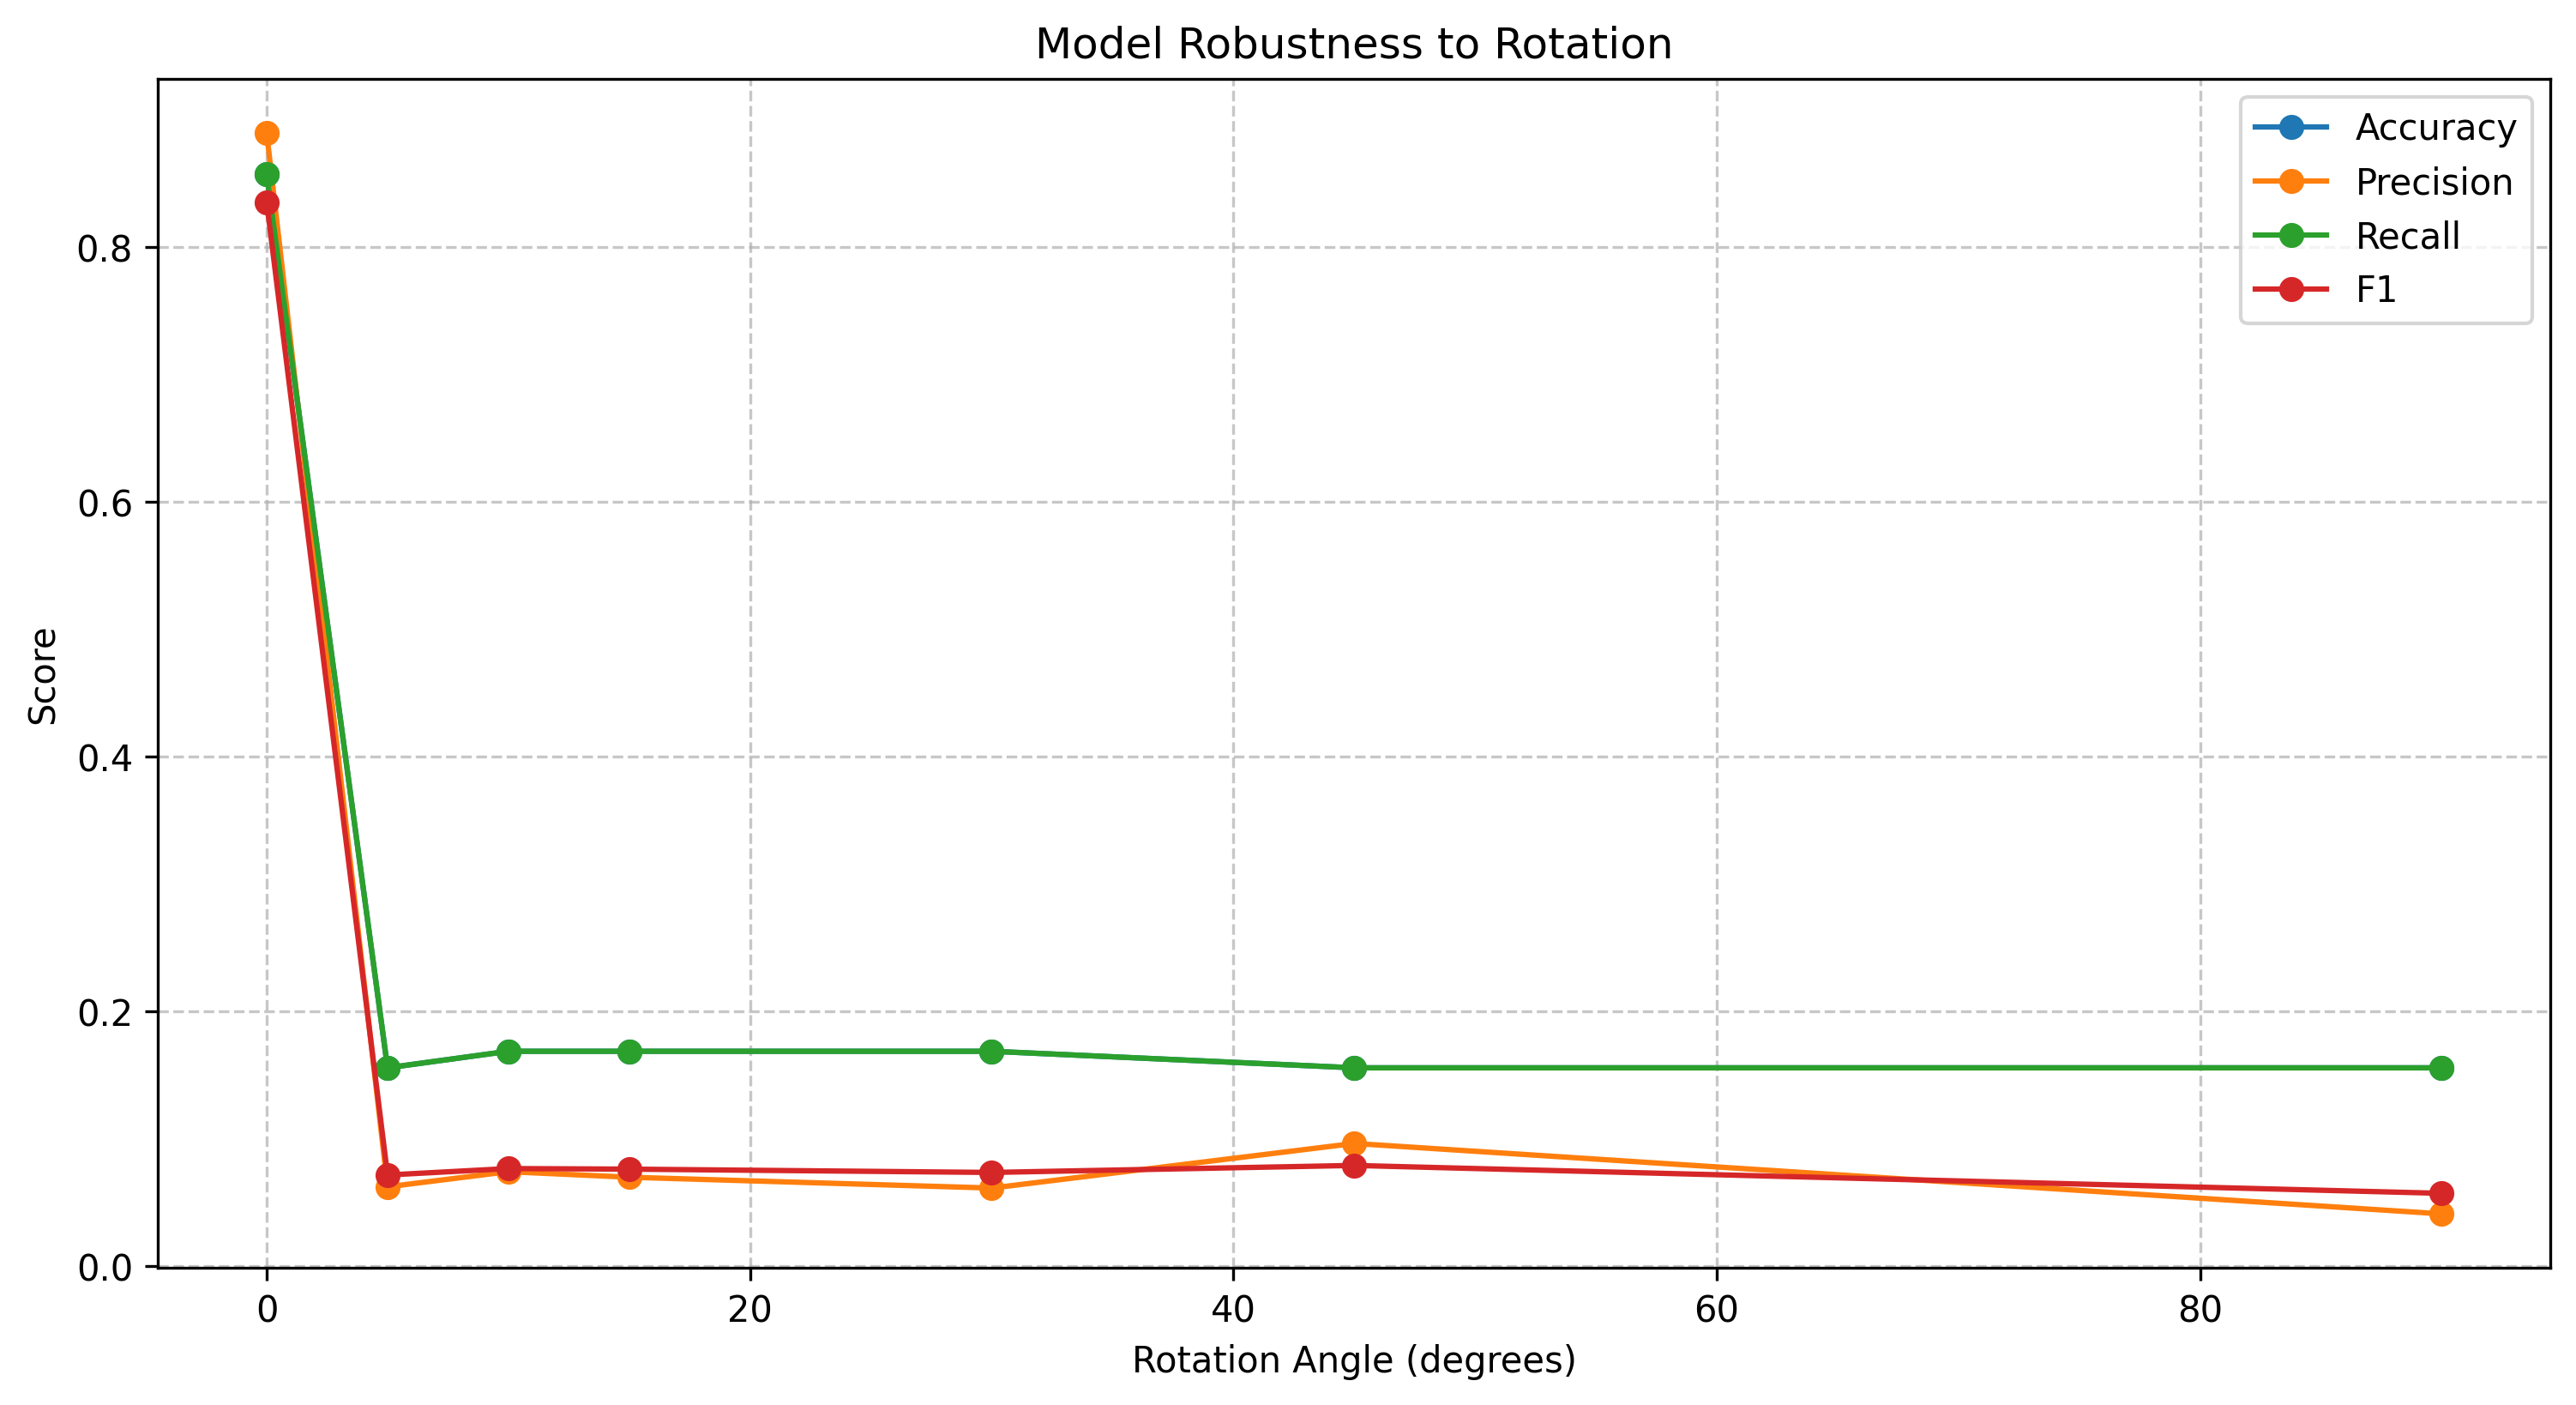 Model Robustness to Rotation
Accuracy
Precision
Recall
F1
Score
0.8
0.6
0.4
0.2
0.0
0 20 40 60 80
Rotation Angle (degrees)